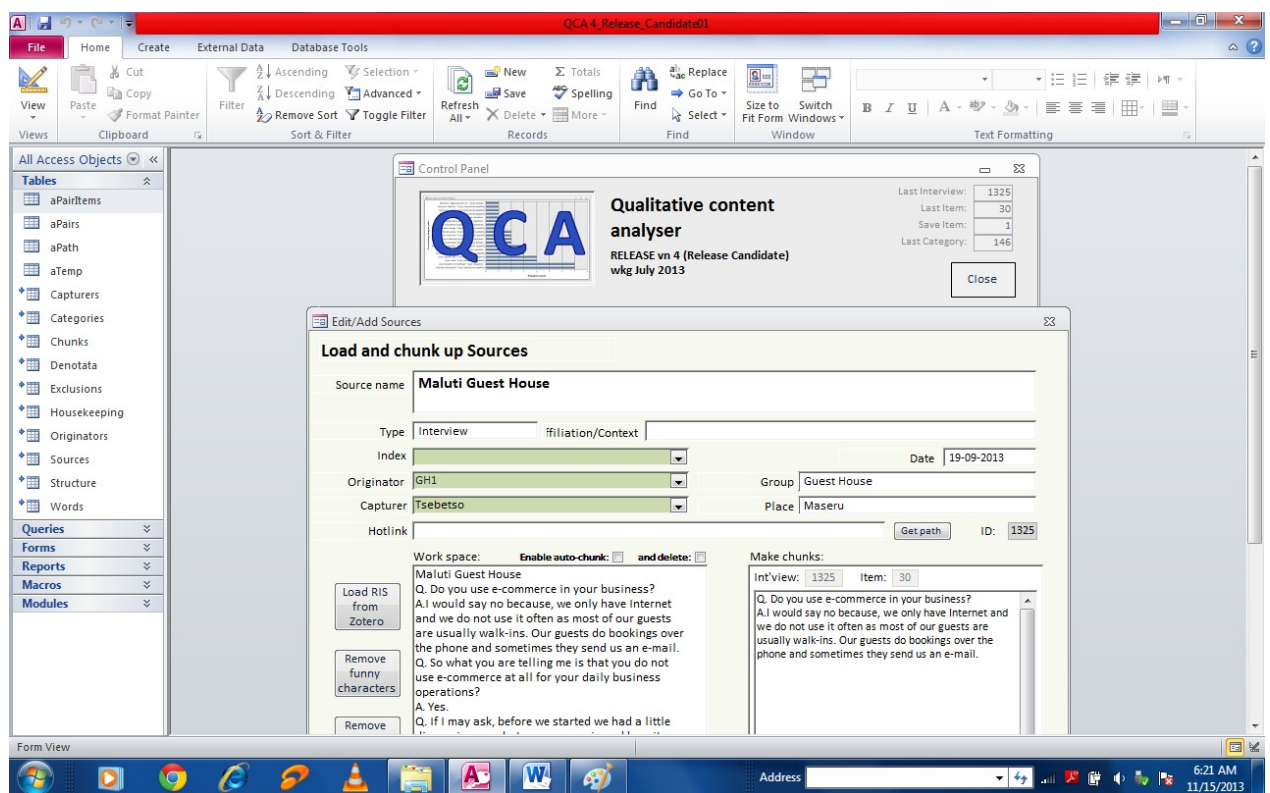 QCA 4_Release_Candidate01
File Home Create External Data Database Tools
View
Views
Paste
Cut
Copy
Format Painter
Clipboard
Filter
Ascending
Descending
Remove Sort
Selection
Advanced
Toggle Filter
Sort & Filter
Refresh
All
New
Save
Delete
Totals
Spelling
More
Records
Find
Replace
Go To
Select
Find
Size to
Fit Form
Switch
Windows
Window
B I U A
Text Formatting
All Access Objects
Tables
aPairItems
aPairs
aPath
aTemp
Capturers
Categories
Chunks
Denotata
Exclusions
Housekeeping
Originators
Sources
Structure
Words
Queries
Forms
Reports
Macros
Modules
Control Panel
QCA
Qualitative content
analyser
RELEASE vn 4 (Release Candidate)
wkg July 2013
Last Interview: 1325
Last Item: 30
Save Item: 1
Last Category: 146
Close
Edit/Add Sources
Load and chunk up Sources
Source name Maluti Guest House
Type Interview ffiliation/Context
Index Date 19-09-2013
Originator GH1 Group Guest House
Capturer Tsebetso Place Maseru
Hotlink Get path ID: 1325
Work space: Enable auto-chunk: and delete:
Load RIS
from
Zotero
Remove
funny
characters
Remove
Maluti Guest House
Q. Do you use e-commerce in your business?
A.I would say no because, we only have Internet
and we do not use it often as most of our guests
are usually walk-ins. Our guests do bookings over
the phone and sometimes they send us an e-mail.
Q. So what you are telling me is that you do not
use e-commerce at all for your daily business
operations?
A. Yes.
Q. If I may ask, before we started we had a little
Make chunks:
Int'view: 1325 Item: 30
Q. Do you use e-commerce in your business?
A.I would say no because, we only have Internet and
we do not use it often as most of our guests are
usually walk-ins. Our guests do bookings over the
phone and sometimes they send us an e-mail.
Form View
Address
6:21 AM
11/15/2013